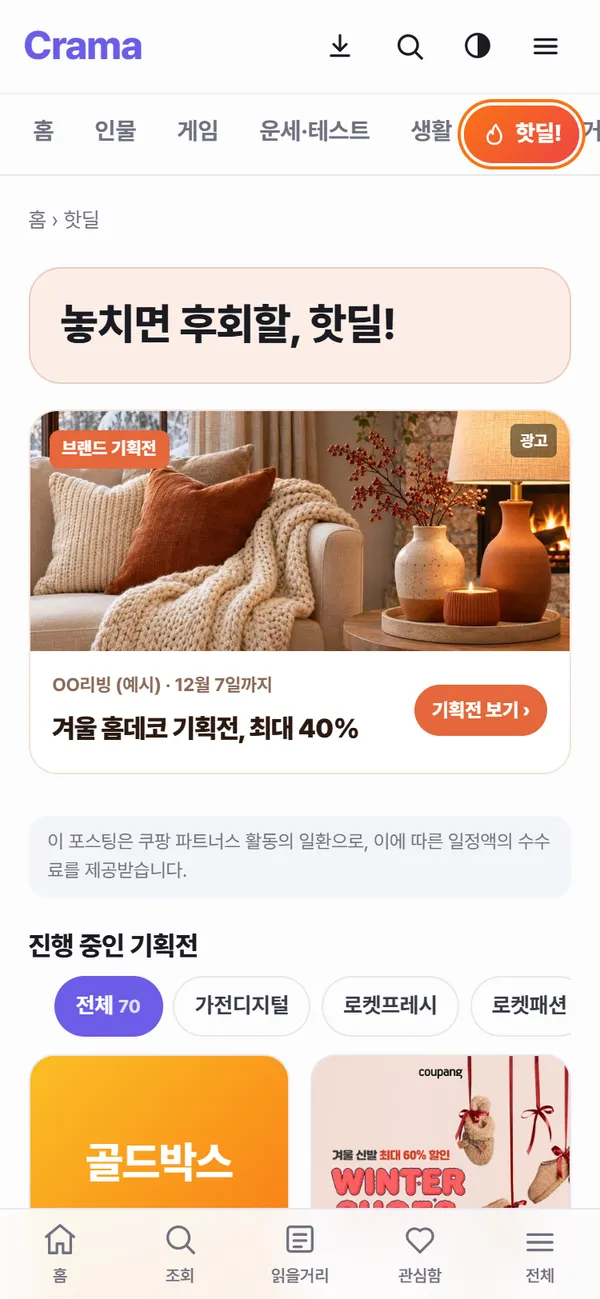 Crama
홈 인물 게임 운세·테스트 생활 핫딜! 거
홈 › 핫딜
놓치면 후회할, 핫딜!
브랜드 기획전
광고
OO리빙 (예시) · 12월 7일까지
겨울 홈데코 기획전, 최대 40%
기획전 보기 ›
이 포스팅은 쿠팡 파트너스 활동의 일환으로, 이에 따른 일정액의 수수
료를 제공받습니다.
진행 중인 기획전
전체 70 가전디지털 로켓프레시 로켓패션
골드박스
coupang
겨울 신발 최대 60% 할인
WINTER
SHOES
홈 조회 읽을거리 관심함 전체